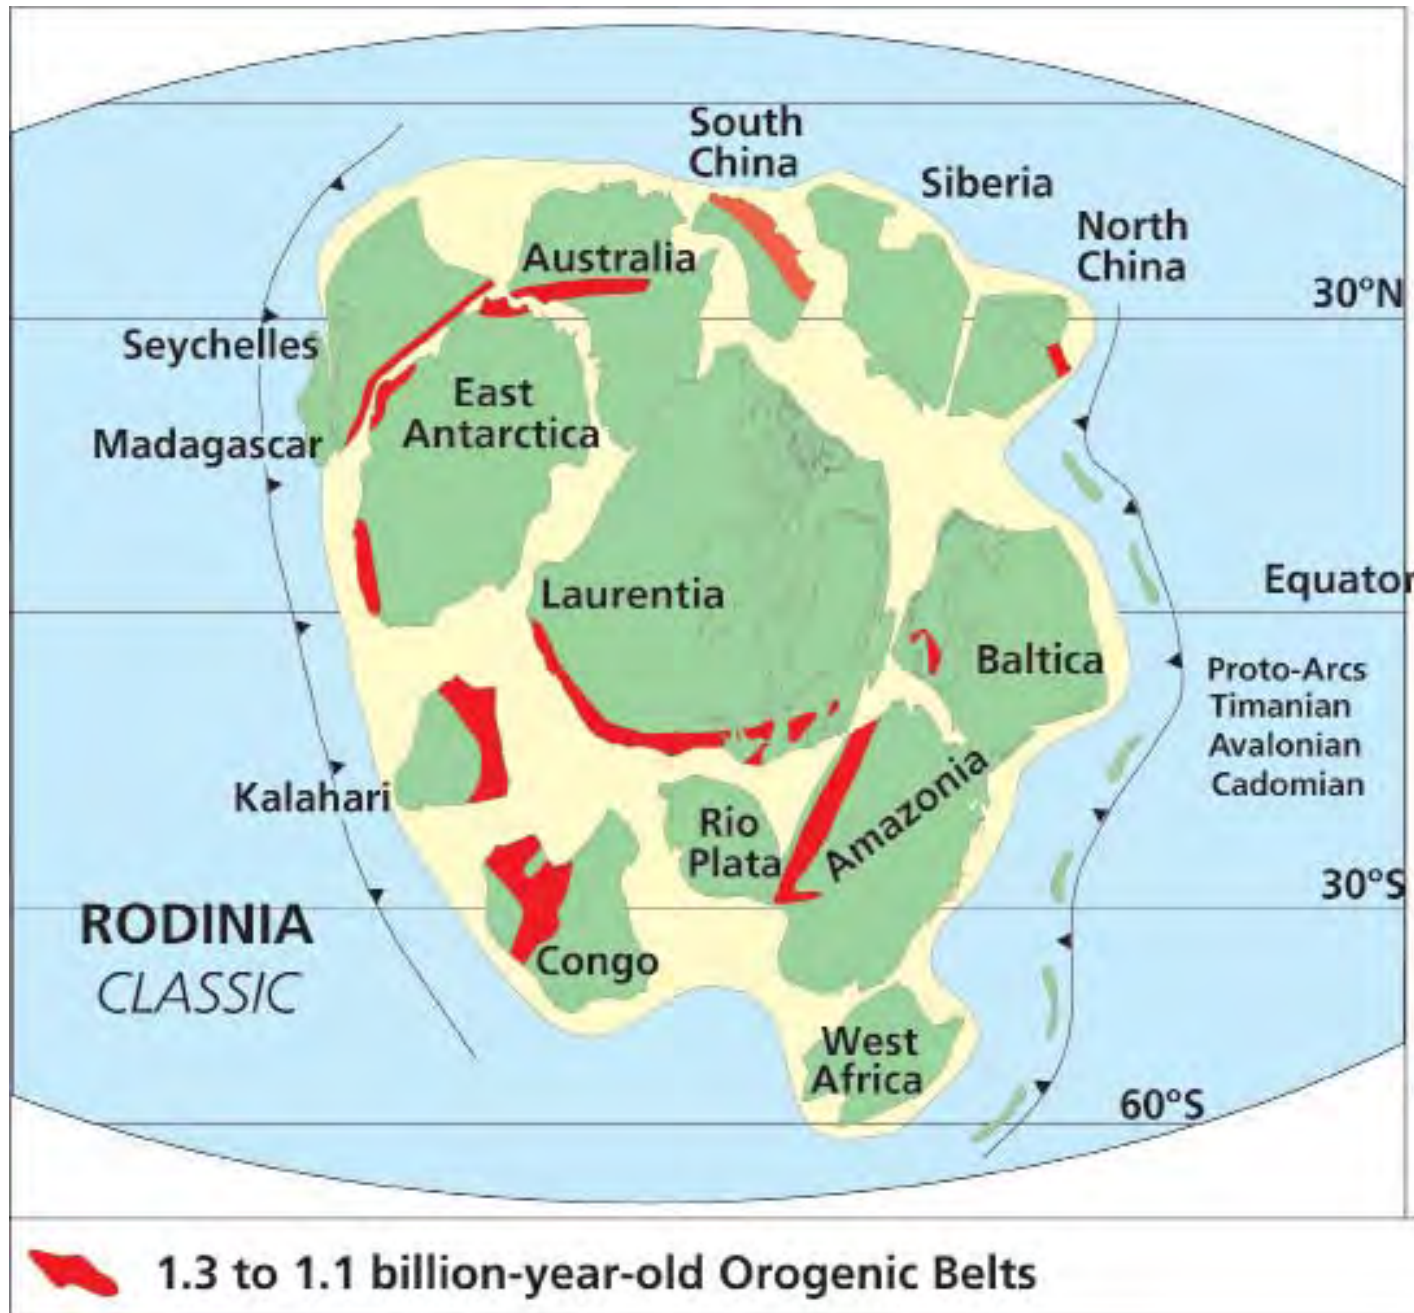 South
China
Siberia
North
China
Australia
30°N
Seychelles
East
Antarctica
Madagascar
Equator
Laurentia
Baltica
Proto-Arcs
Timanian
Avalonian
Cadomian
Kalahari
Rio
Plata
Amazonia
30°S
RODINIA
CLASSIC
Congo
West
Africa
60°S
1.3 to 1.1 billion-year-old Orogenic Belts